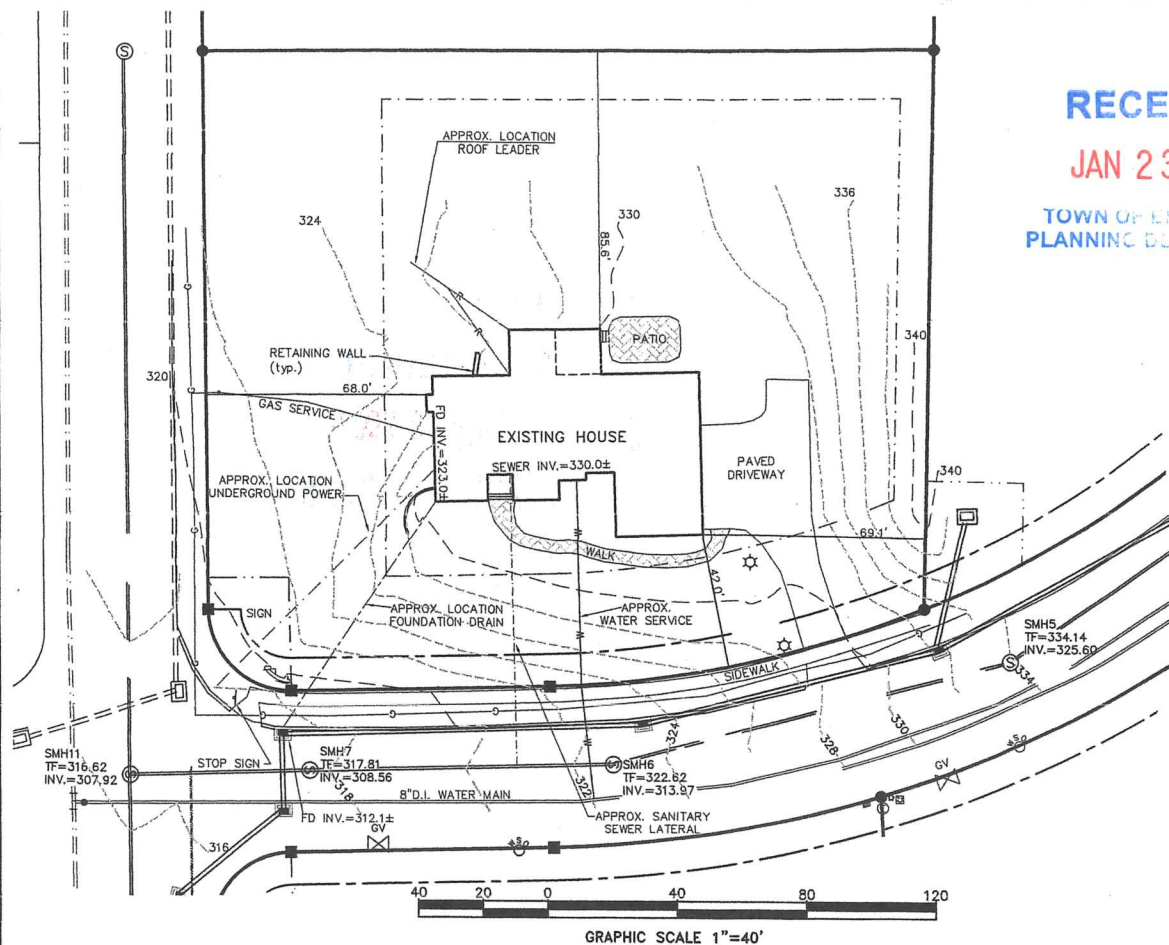 S
RECE
JAN 23
TOWN OF
PLANNING
APPROX. LOCATION
ROOF LEADER
324
330
336
85.6'
340
PATIO
RETAINING WALL
(typ.)
320
68.0'
GAS SERVICE
FD INV.=323.0±
EXISTING HOUSE
SEWER INV.=330.0±
PAVED
DRIVEWAY
APPROX. LOCATION
UNDERGROUND POWER
340
69.1'
WALK
42.0'
SIGN
APPROX. LOCATION
FOUNDATION DRAIN
APPROX.
WATER SERVICE
SMH5
TF=334.14
INV.=325.60
S
334
SIDEWALK
324
328
330
SMH11
TF=316.62
INV.=307.92
S
STOP SIGN
SMH7
TF=317.81
INV.=308.56
S
318
322
SMH6
TF=322.62
INV.=313.97
S
8"D.I. WATER MAIN
APPROX. SANITARY
SEWER LATERAL
FD INV.=312.1±
316
GV
WSO
GV
WSO
40 20 0 40 80 120
GRAPHIC SCALE 1"=40'